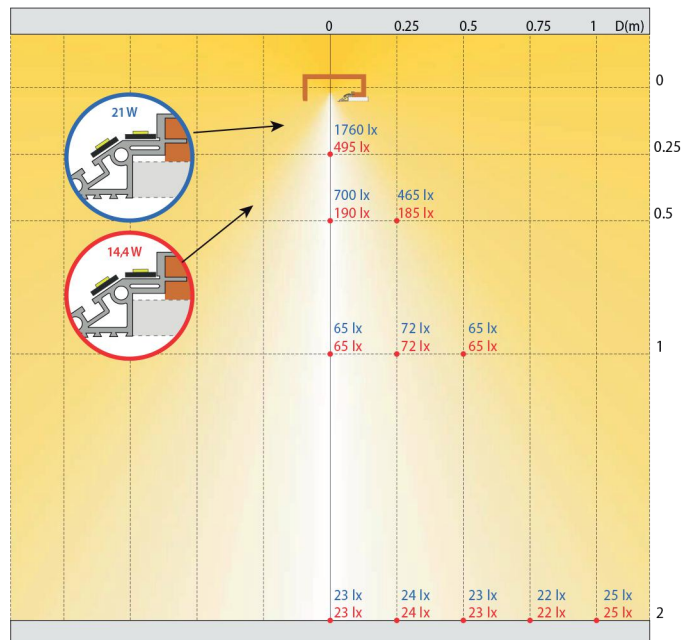 0 0.25 0.5 0.75 1 D(m)
0
21 W
1760 lx
495 lx
0.25
700 lx 465 lx
190 lx 185 lx
0.5
14,4 W
65 lx 72 lx 65 lx
65 lx 72 lx 65 lx
1
23 lx 24 lx 23 lx 22 lx 25 lx
23 lx 24 lx 23 lx 22 lx 25 lx
2